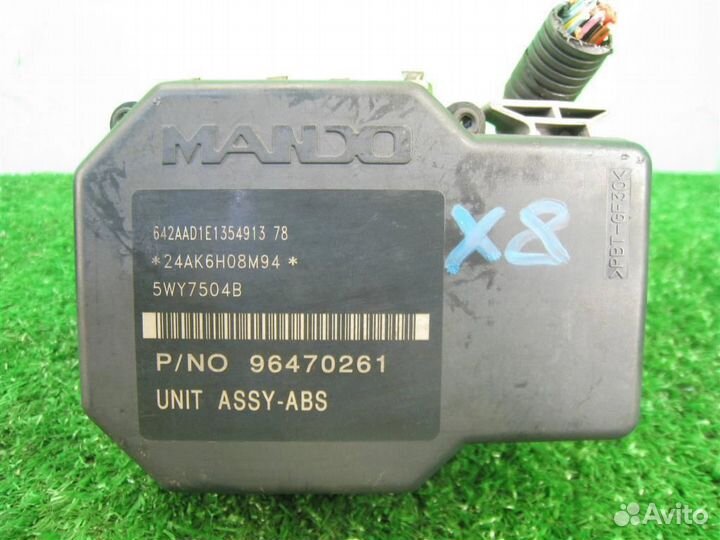 MANDO
642AAD1E1354913 78
*24AK6H08M94*
5WY7504B
P/NO 96470261
UNIT ASSY-ABS
X8
>PBT-GF30<
Avito